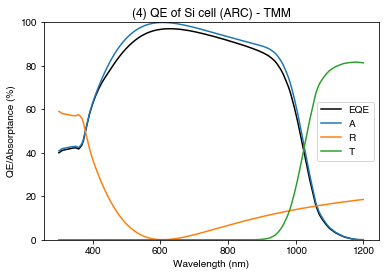 (4) QE of Si cell (ARC) - TMM
100
80
60
40
20
0
QE/Absorptance (%)
EQE
A
R
T
400
600
800
1000
1200
Wavelength (nm)